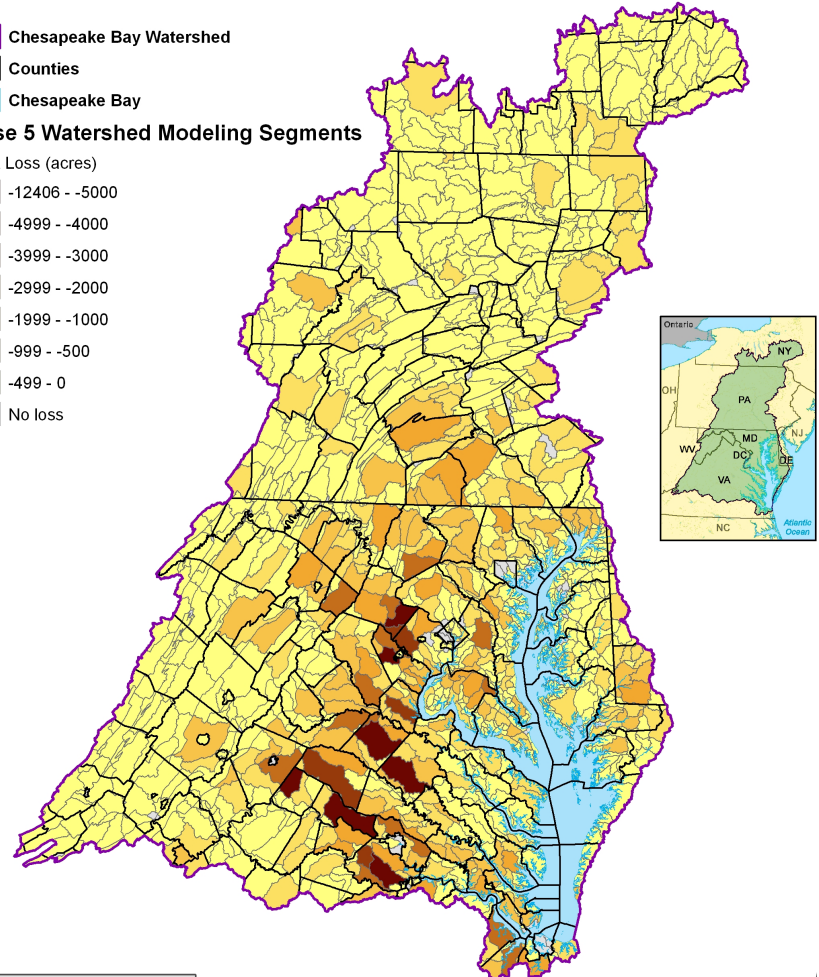 Chesapeake Bay Watershed
Counties
Chesapeake Bay
se 5 Watershed Modeling Segments
Loss (acres)
-12406 - -5000
-4999 - -4000
-3999 - -3000
-2999 - -2000
-1999 - -1000
-999 - -500
-499 - 0
No loss
Ontario
NY
OH
PA
NJ
MD
WV
DC
DE
VA
NC
Atlantic
Ocean